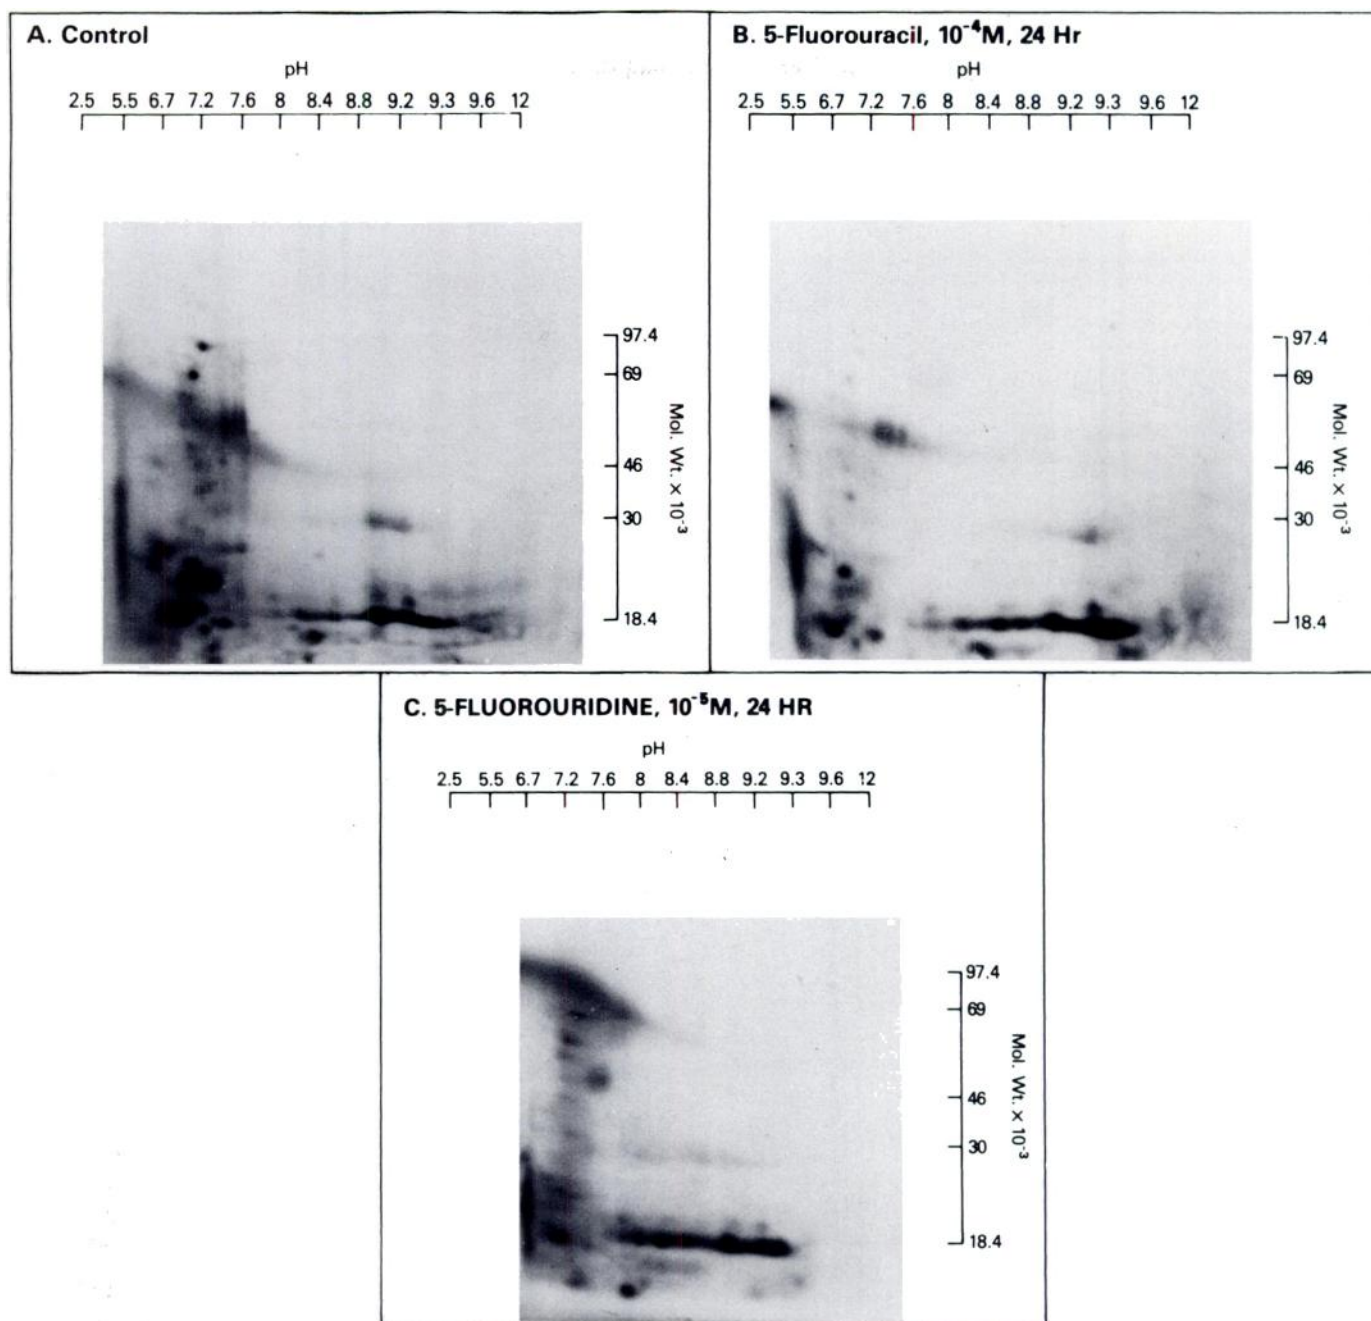 A. Control
pH
2.5 5.5 6.7 7.2 7.6 8 8.4 8.8 9.2 9.3 9.6 12
97.4
69
46
30
18.4
Mol. Wt. × 10⁻³
B. 5-Fluorouracil, 10⁻⁴M, 24 Hr
pH
2.5 5.5 6.7 7.2 7.6 8 8.4 8.8 9.2 9.3 9.6 12
97.4
69
46
30
18.4
Mol. Wt. × 10⁻³
C. 5-FLUOROURIDINE, 10⁻⁵M, 24 HR
pH
2.5 5.5 6.7 7.2 7.6 8 8.4 8.8 9.2 9.3 9.6 12
97.4
69
46
30
18.4
Mol. Wt. × 10⁻³